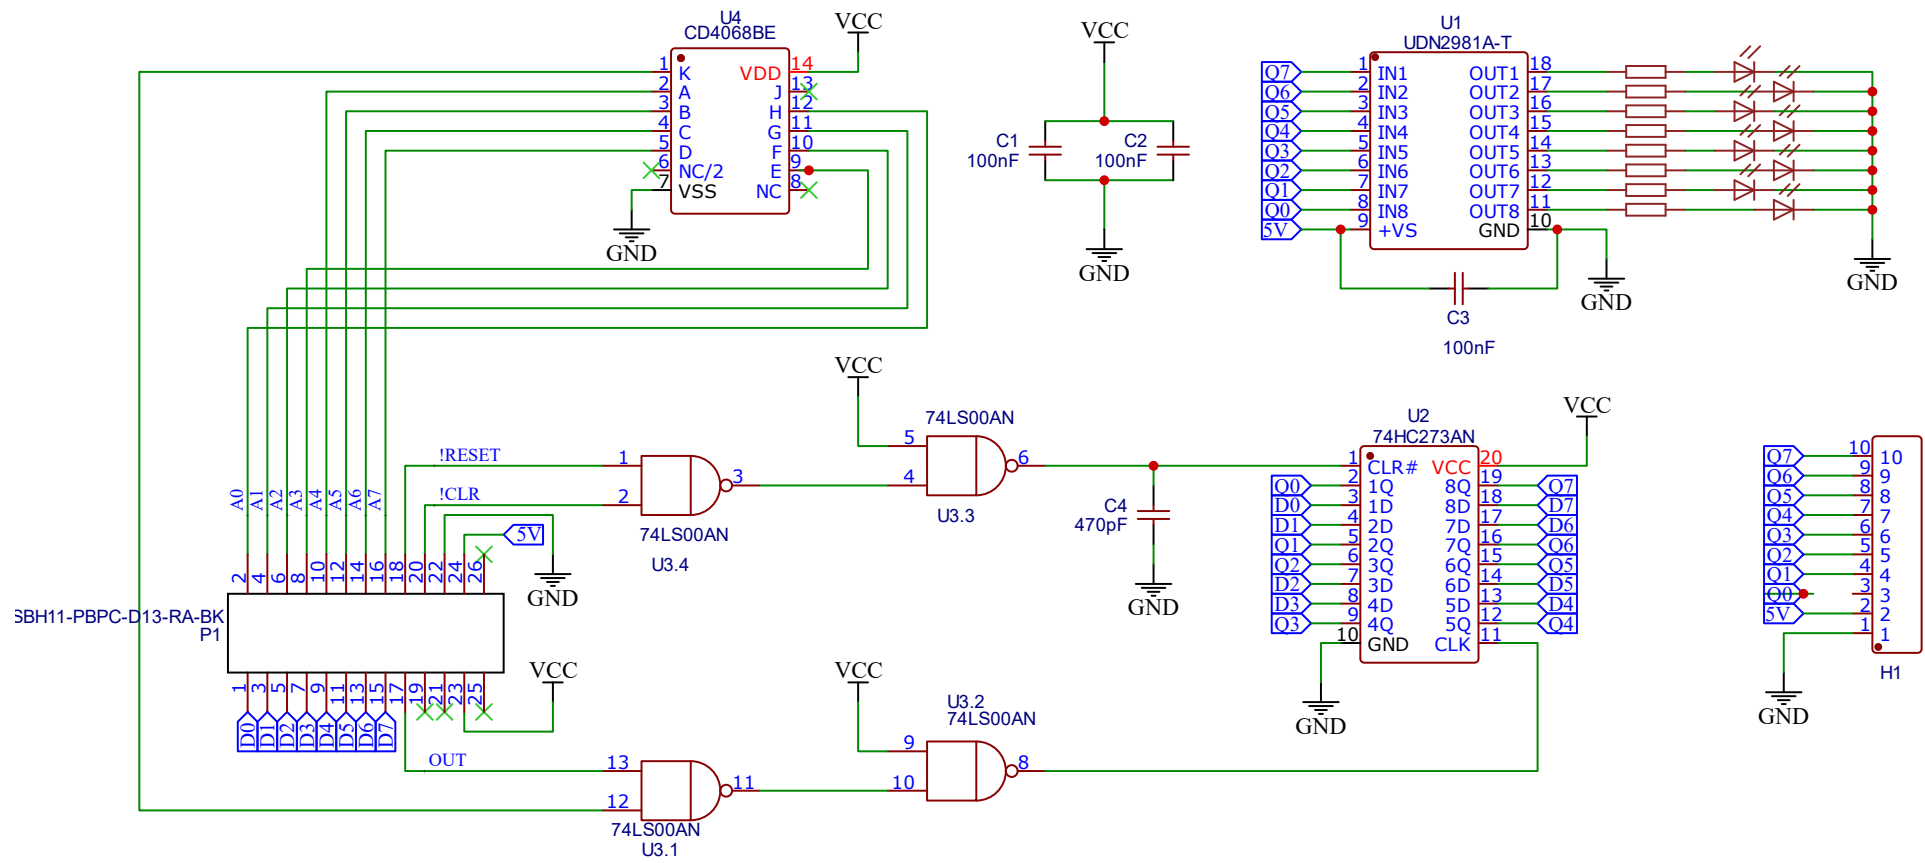 U4
CD4068BE
VCC
1 K
2 A
3 B
4 C
5 D
6 NC/2
7 VSS
VDD 14
J 13
H 12
G 11
F 10
E 9
NC 8
GND
VCC
C1
100nF
C2
100nF
GND
U1
UDN2981A-T
Q7 1 IN1 OUT1 18
Q6 2 IN2 OUT2 17
Q5 3 IN3 OUT3 16
Q4 4 IN4 OUT4 15
Q3 5 IN5 OUT5 14
Q2 6 IN6 OUT6 13
Q1 7 IN7 OUT7 12
Q0 8 IN8 OUT8 11
5V 9 +VS GND 10
C3
100nF
GND
GND
A0 A1 A2 A3 A4 A5 A6 A7
!RESET
!CLR
1
2
3
74LS00AN
U3.4
VCC
74LS00AN
5
4
6
U3.3
C4
470pF
GND
5V
GND
2 4 6 8 10 12 14 16 18 20 22 24 26
SBH11-PBPC-D13-RA-BK
P1
1 3 5 7 9 11 13 15 17 19 21 23 25
D0 D1 D2 D3 D4 D5 D6 D7
VCC
OUT
13
12
11
74LS00AN
U3.1
VCC
U3.2
74LS00AN
9
10
8
U2
74HC273AN
VCC
1 CLR# VCC 20
Q0 2 1Q 8Q 19 Q7
D0 3 1D 8D 18 D7
D1 4 2D 7D 17 D6
Q1 5 2Q 7Q 16 Q6
Q2 6 3Q 6Q 15 Q5
D2 7 3D 6D 14 D5
D3 8 4D 5D 13 D4
Q3 9 4Q 5Q 12 Q4
10 GND CLK 11
GND
Q7 10 10
Q6 9 9
Q5 8 8
Q4 7 7
Q3 6 6
Q2 5 5
Q1 4 4
Q0 3 3
5V 2 2
1 1
H1
GND